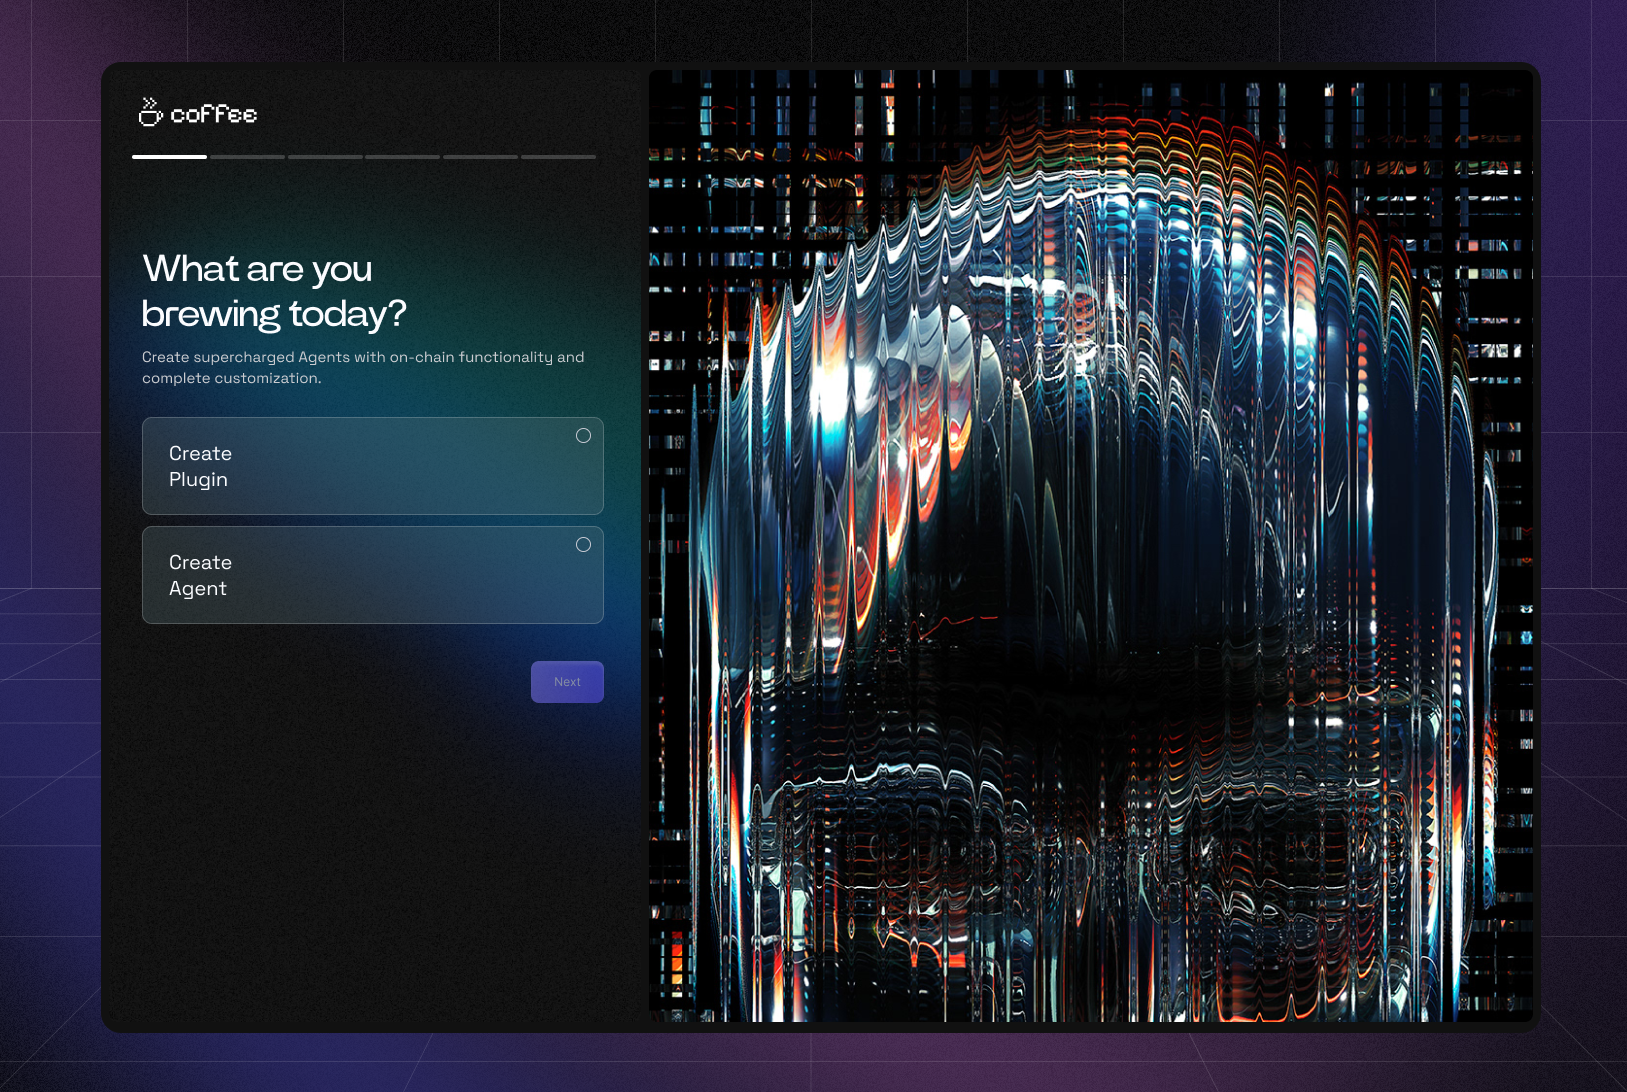 coffee
What are you
brewing today?
Create supercharged Agents with on-chain functionality and
complete customization.
Create
Plugin
Create
Agent
Next